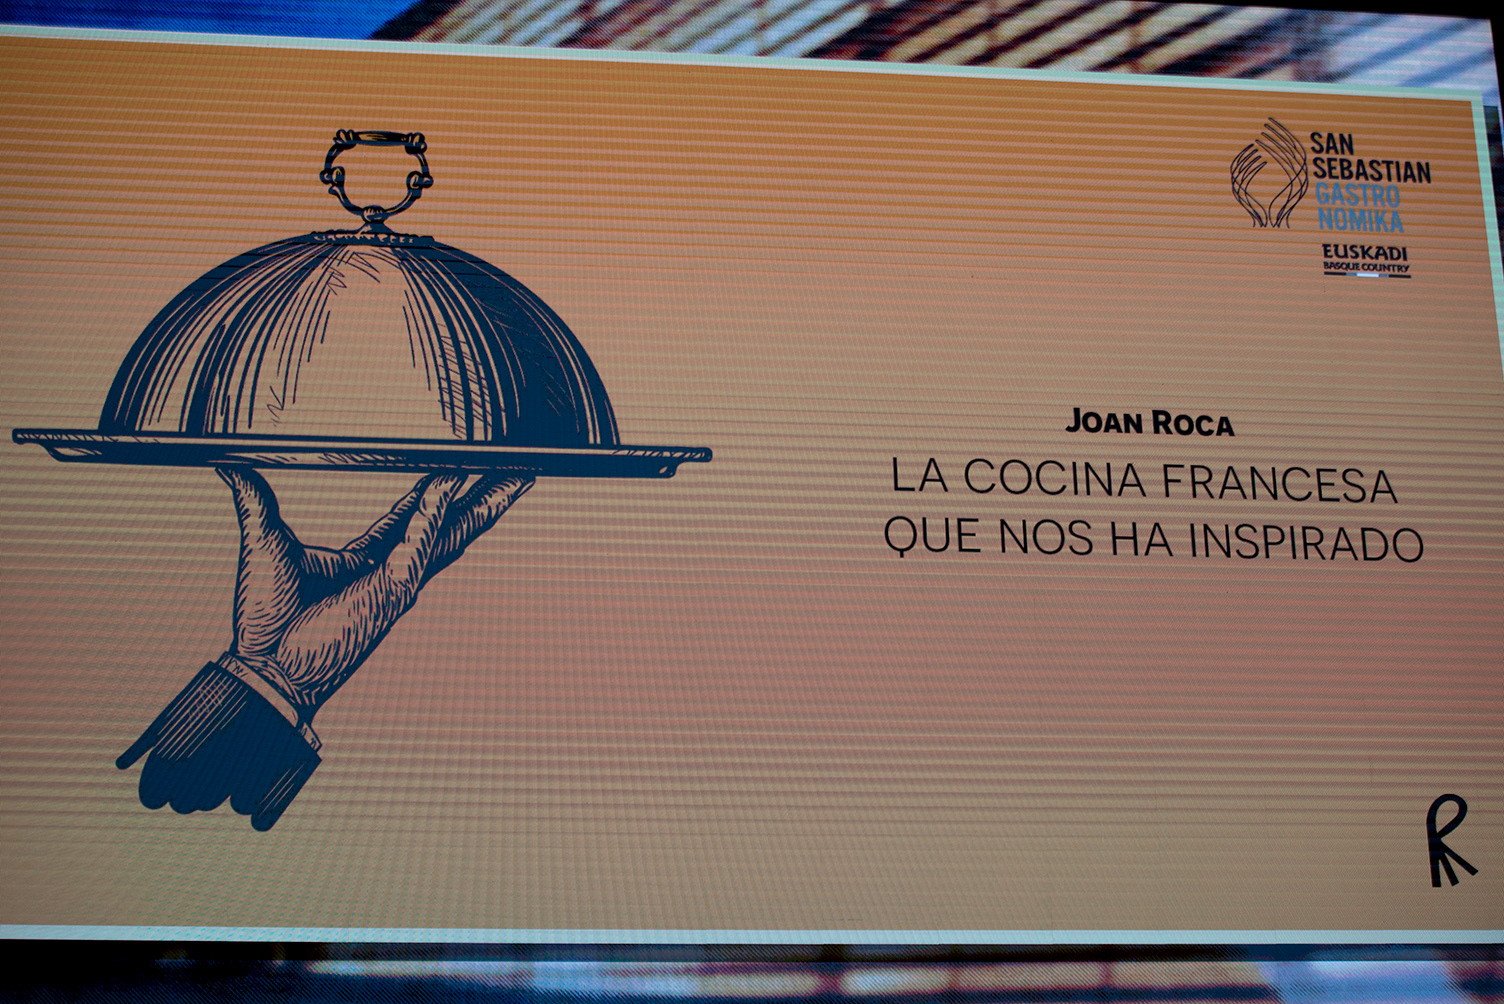 SAN
SEBASTIAN
GASTRO
NOMIKA
EUSKADI
BASQUE COUNTRY
JOAN ROCA
LA COCINA FRANCESA
QUE NOS HA INSPIRADO
R